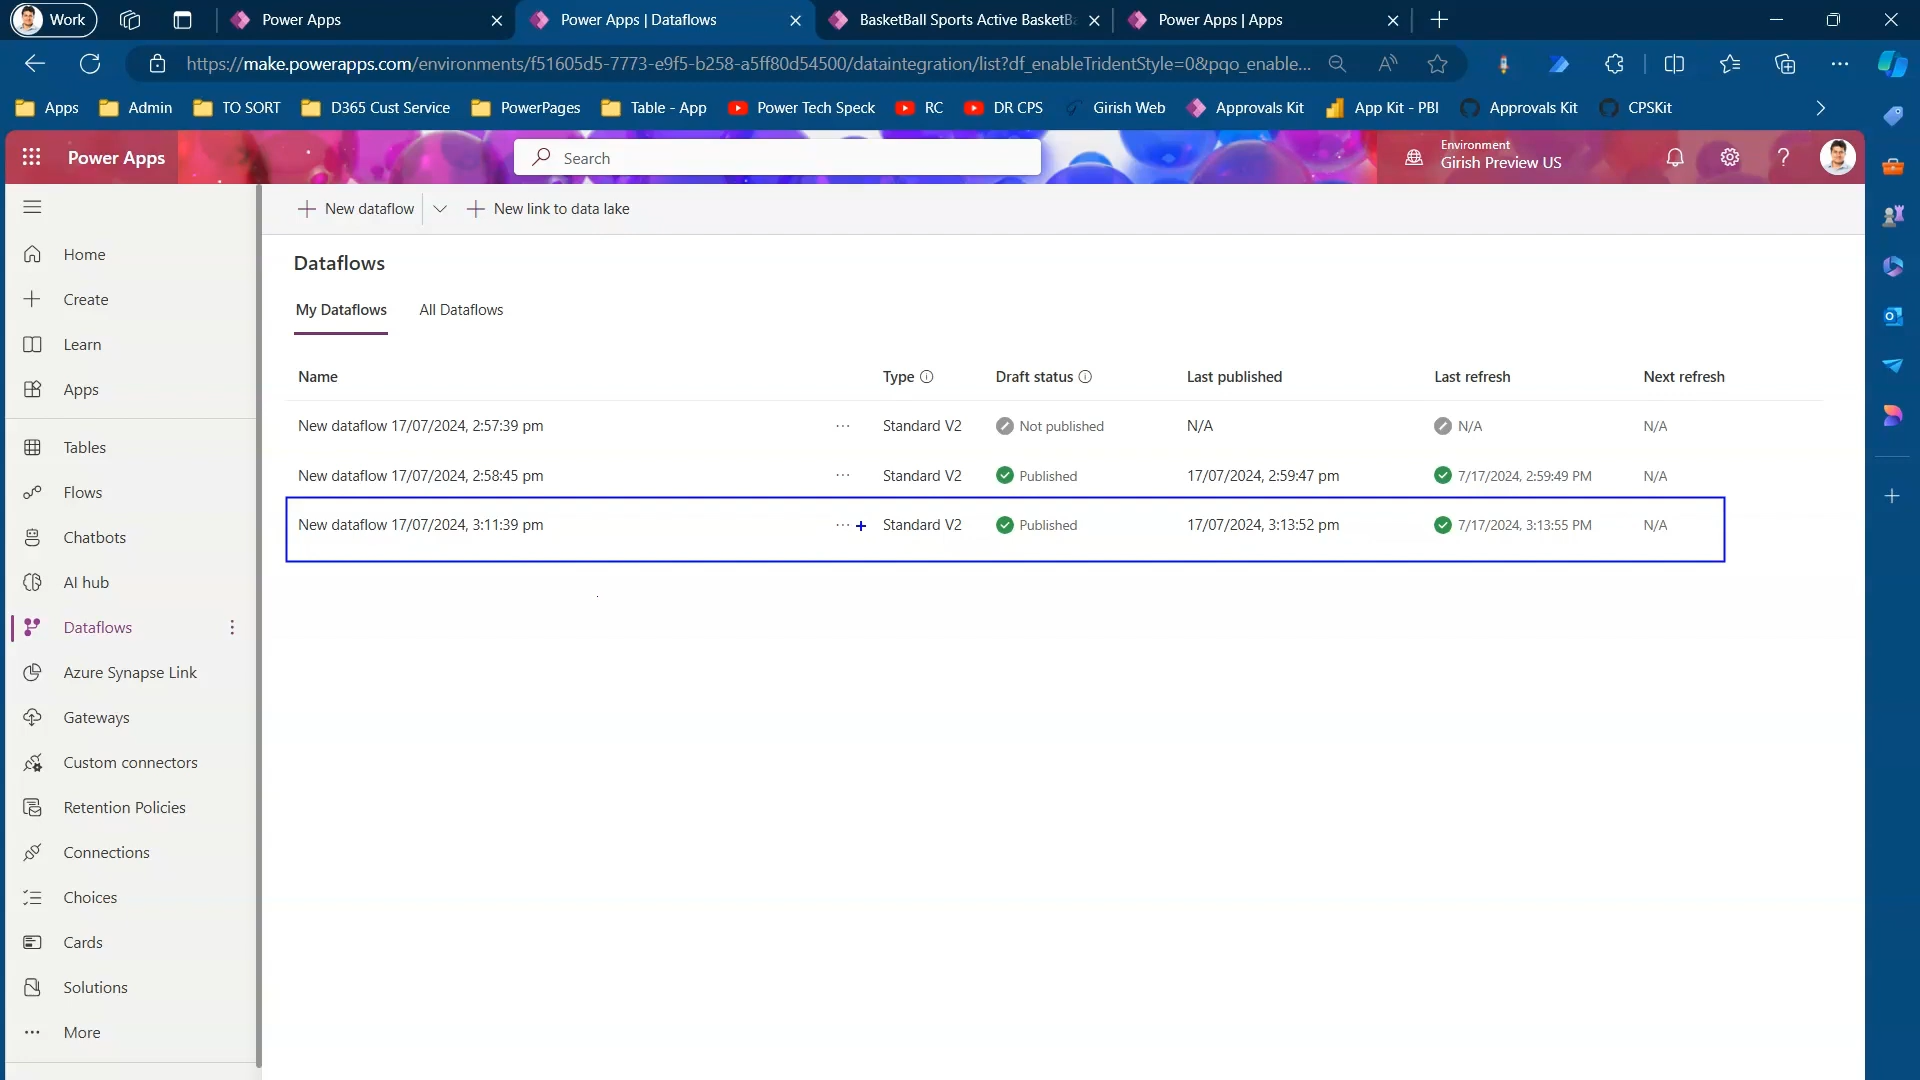 Work
Power Apps
Power Apps | Dataflows
BasketBall Sports Active BasketB
Power Apps | Apps
https://make.powerapps.com/environments/f51605d5-7773-e9f5-b258-a5ff80d54500/dataintegration/list?df_enableTridentStyle=0&pqo_enable...
Apps
Admin
TO SORT
D365 Cust Service
PowerPages
Table - App
Power Tech Speck
RC
DR CPS
Girish Web
Approvals Kit
App Kit - PBI
Approvals Kit
CPSKit
Power Apps
Search
Environment
Girish Preview US
New dataflow
New link to data lake
Home
Create
Learn
Apps
Tables
Flows
Chatbots
AI hub
Dataflows
Azure Synapse Link
Gateways
Custom connectors
Retention Policies
Connections
Choices
Cards
Solutions
More
Dataflows
My Dataflows All Dataflows
Name Type Draft status Last published Last refresh Next refresh
New dataflow 17/07/2024, 2:57:39 pm ... Standard V2 Not published N/A N/A N/A
New dataflow 17/07/2024, 2:58:45 pm ... Standard V2 Published 17/07/2024, 2:59:47 pm 7/17/2024, 2:59:49 PM N/A
New dataflow 17/07/2024, 3:11:39 pm ... Standard V2 Published 17/07/2024, 3:13:52 pm 7/17/2024, 3:13:55 PM N/A